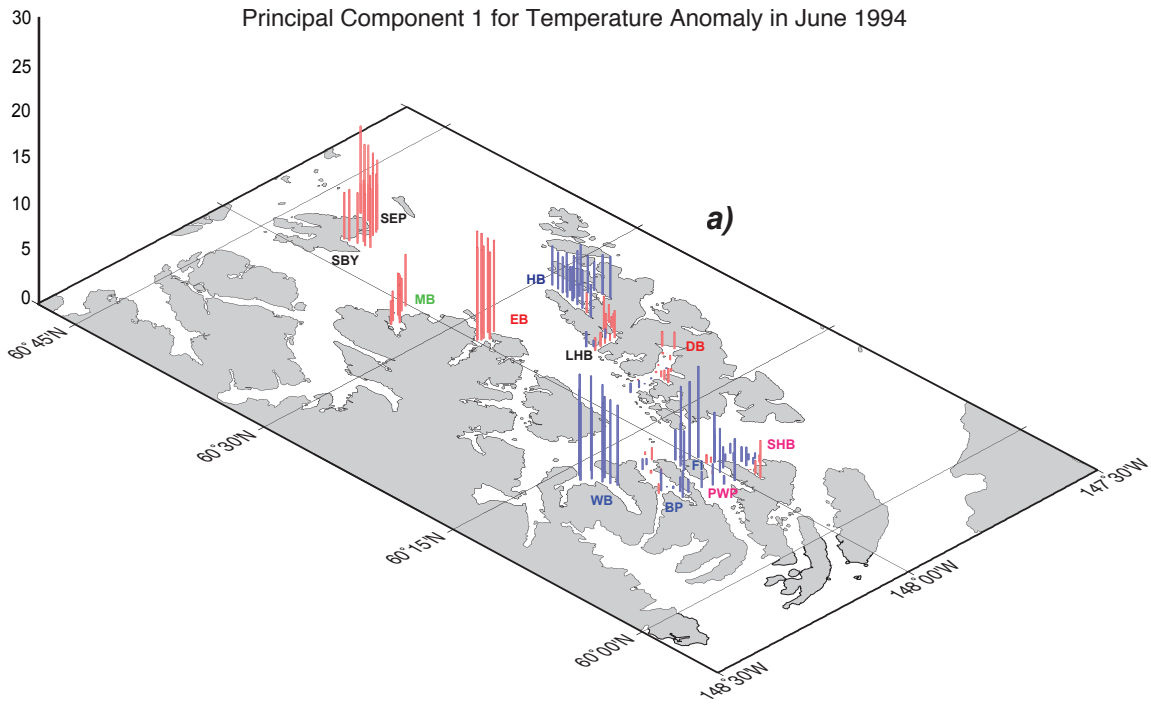 Principal Component 1 for Temperature Anomaly in June 1994
30
25
20
15
10
5
0
a)
SEP
SBY
MB
EB
HB
LHB
DB
SHB
FI
PWP
WB
BP
60°45'N
60°30'N
60°15'N
60°00'N
148°30'W
148°00'W
147°30'W